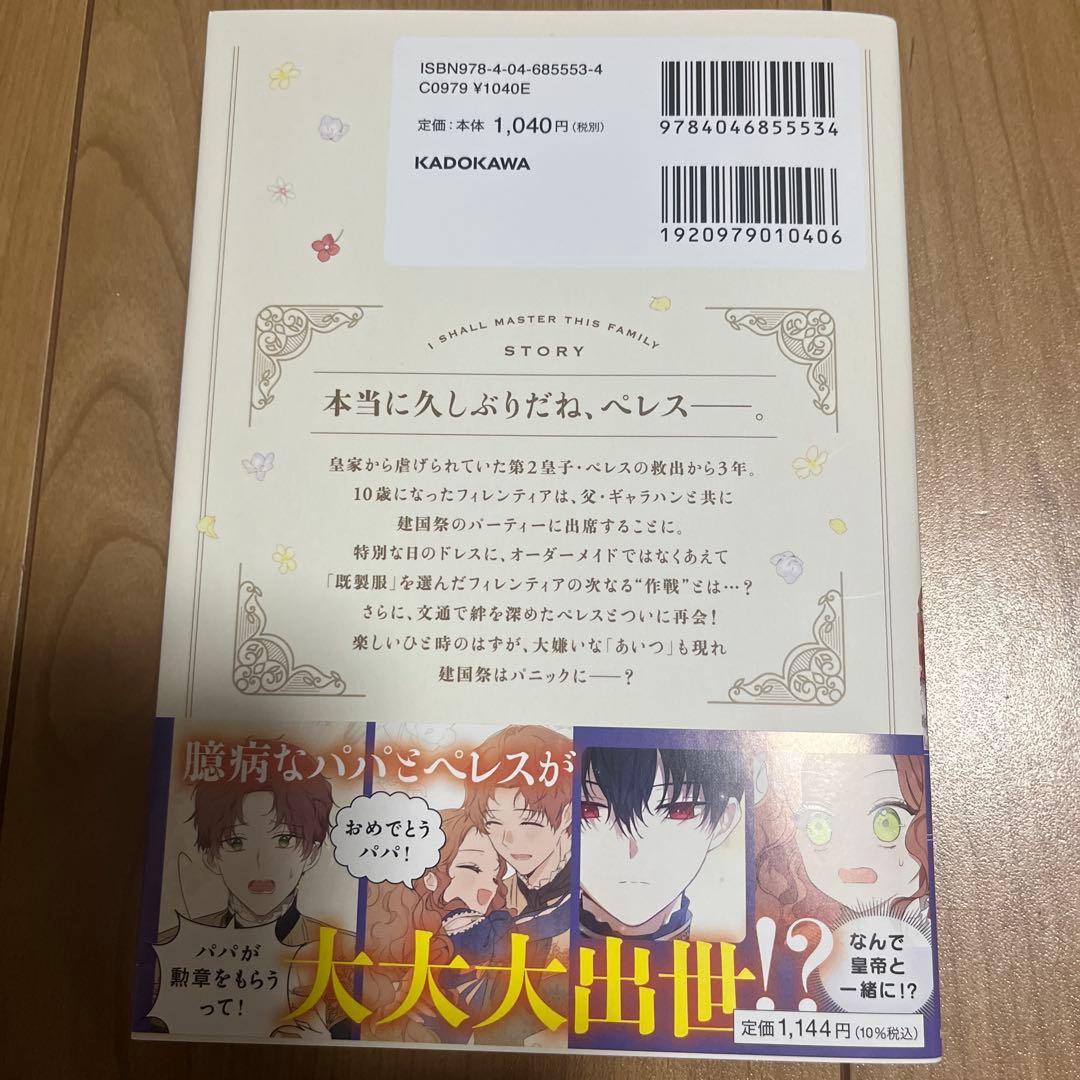 ISBN978-4-04-685553-4
C0979 ¥1040E
定価:本体 1,040円(税別)
KADOKAWA
9784046855534
1920979010406
I SHALL MASTER THIS FAMILY
STORY
本当に久しぶりだね、ペレス――。
皇家から虐げられていた第2皇子・ペレスの救出から3年。
10歳になったフィレンティアは、父・ギャラハンと共に
建国祭のパーティーに出席することに。
特別な日のドレスに、オーダーメイドではなくあえて
「既製服」を選んだフィレンティアの次なる“作戦”とは…?
さらに、文通で絆を深めたペレスとついに再会!
楽しいひと時のはずが、大嫌いな「あいつ」も現れ
建国祭はパニックに――?
臆病なパパとペレスが
おめでとう
パパ!
パパが
勲章をもらう
って!
大大大出世!?
なんで
皇帝と
一緒に!?
定価1,144円(10%税込)